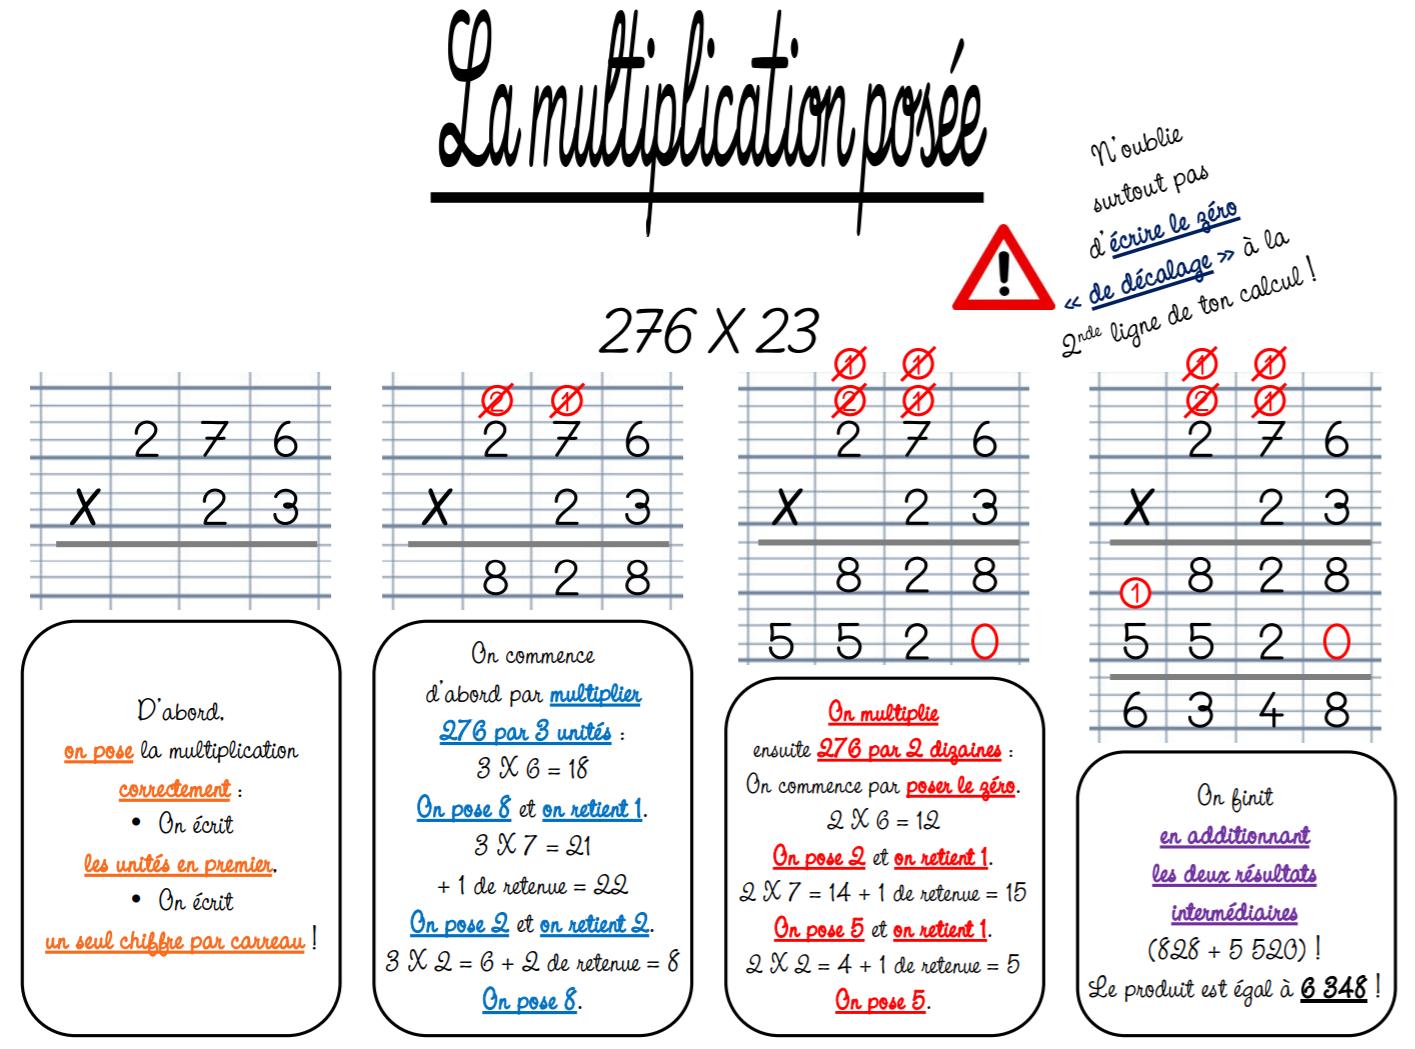 La multiplication posée
N'oublie
surtout pas
d'écrire le zéro
« de décalage » à la
2nde ligne de ton calcul !
276 X 23
2 7 6
X 2 3
D'abord,
on pose la multiplication
correctement :
• On écrit
les unités en premier.
• On écrit
un seul chiffre par carreau !
2 1
2 7 6
X 2 3
8 2 8
On commence
d'abord par multiplier
276 par 3 unités :
3 X 6 = 18
On pose 8 et on retient 1.
3 X 7 = 21
+ 1 de retenue = 22
On pose 2 et on retient 2.
3 X 2 = 6 + 2 de retenue = 8
On pose 8.
1 1
2 1
2 7 6
X 2 3
8 2 8
5 5 2 0
On multiplie
ensuite 276 par 2 dizaines :
On commence par poser le zéro.
2 X 6 = 12
On pose 2 et on retient 1.
2 X 7 = 14 + 1 de retenue = 15
On pose 5 et on retient 1.
2 X 2 = 4 + 1 de retenue = 5
On pose 5.
1 1
2 1
2 7 6
X 2 3
8 2 8
1
5 5 2 0
6 3 4 8
On finit
en additionnant
les deux résultats
intermédiaires
(828 + 5 520) !
Le produit est égal à 6 348 !